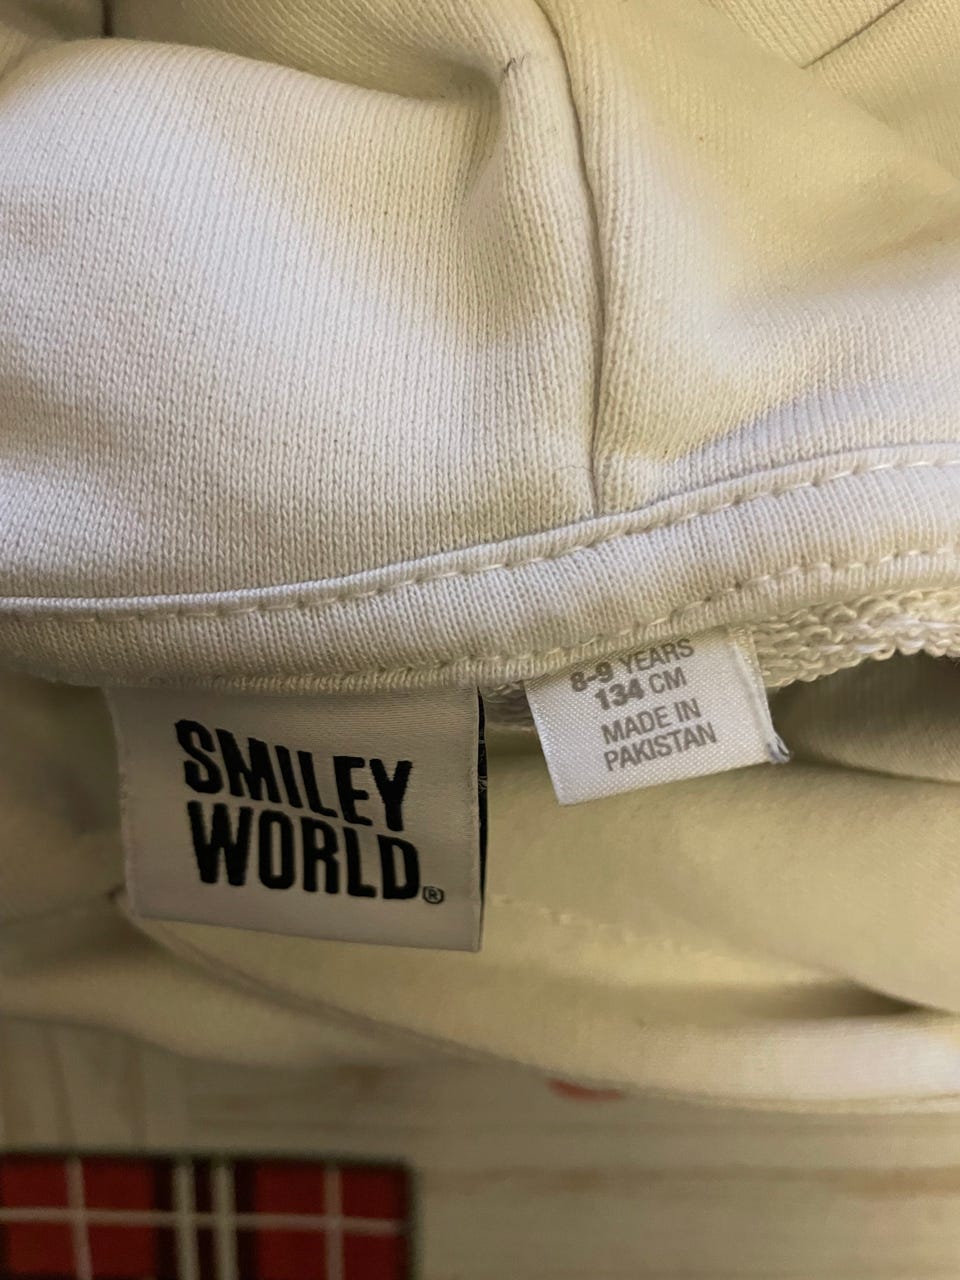 SMILEY
WORLD®
8-9 YEARS
134 CM
MADE IN
PAKISTAN